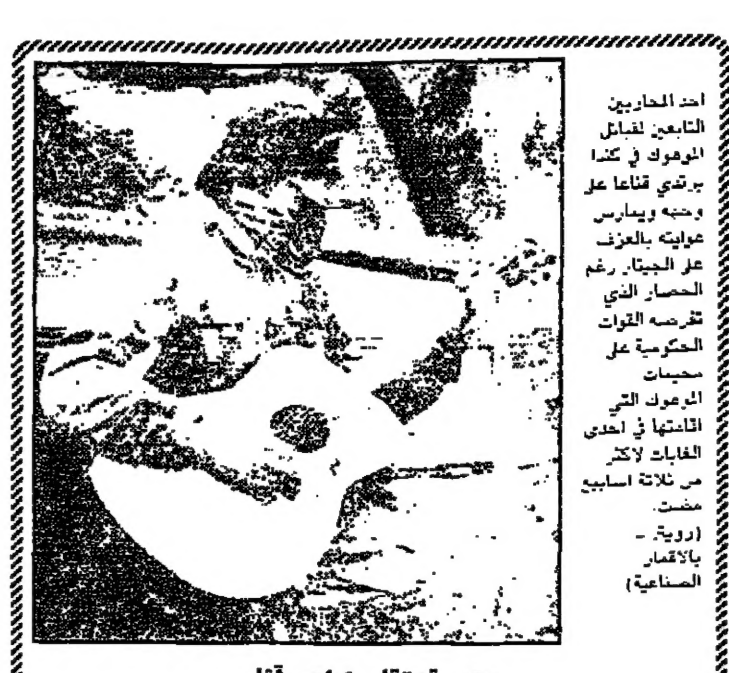 احد المحاربين
التابعين لقبائل
الموهوك في كندا
يرتدي قناعا على
وجهه ويمارس
هوايته بالعزف
على الجيتار رغم
الحصار الذي
تفرضه القوات
الحكومية على
مخيمات
الموهوك التي
اقامتها في احدى
الغابات لاكثر
من ثلاثة اسابيع
مضت.
(رويتر -
بالاقمار
الصناعية)